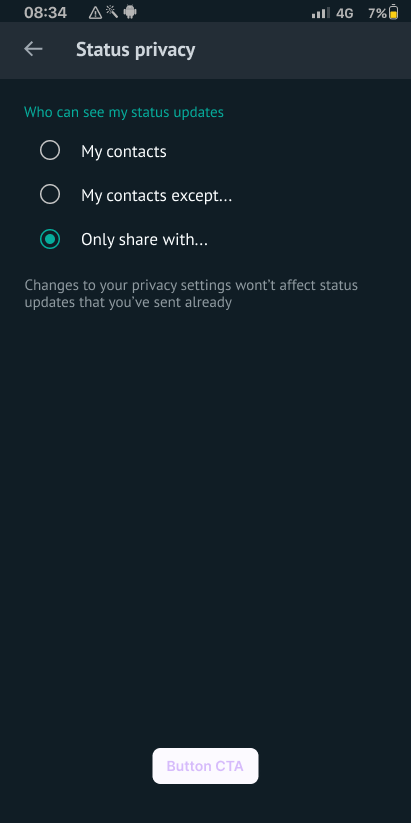 08:34 4G 7%
Status privacy
Who can see my status updates
My contacts
My contacts except...
Only share with...
Changes to your privacy settings won't affect status
updates that you've sent already
Button CTA